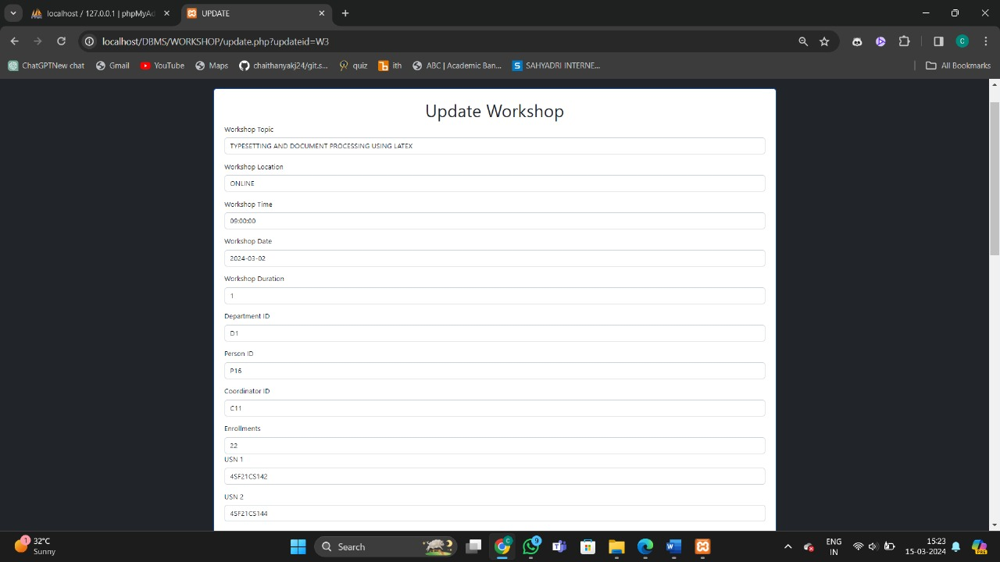 localhost / 127.0.0.1 | phpMyAd
UPDATE
localhost/DBMS/WORKSHOP/update.php?updateid=W3
C
ChatGPTNew chat
Gmail
YouTube
Maps
chaithanyakj24/git.s...
quiz
ith
ABC | Academic Ban...
S
SAHYADRI INTERNE...
All Bookmarks
Update Workshop
Workshop Topic
TYPESETTING AND DOCUMENT PROCESSING USING LATEX
Workshop Location
ONLINE
Workshop Time
09:00:00
Workshop Date
2024-03-02
Workshop Duration
1
Department ID
D1
Person ID
P16
Coordinator ID
C11
Enrollments
22
USN 1
4SF21CS142
USN 2
4SF21CS144
1
32°C
Sunny
Search
C
9
W
ENG
IN
15:23
15-03-2024
PRE